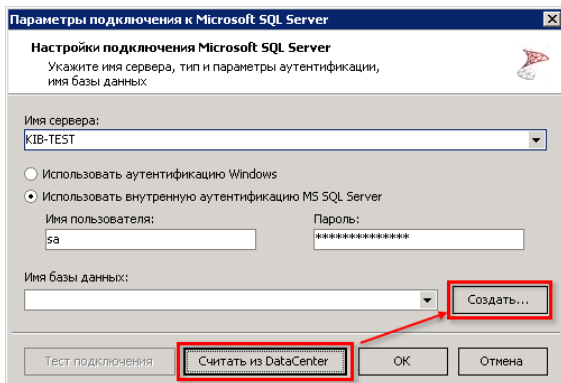 Параметры подключения к Microsoft SQL Server
Настройки подключения Microsoft SQL Server
Укажите имя сервера, тип и параметры аутентификации,
имя базы данных
Имя сервера:
KIB-TEST
Использовать аутентификацию Windows
Использовать внутренную аутентификацию MS SQL Server
Имя пользователя:
Пароль:
sa
**************
Имя базы данных:
Создать...
Тест подключения
Считать из DataCenter
OK
Отмена